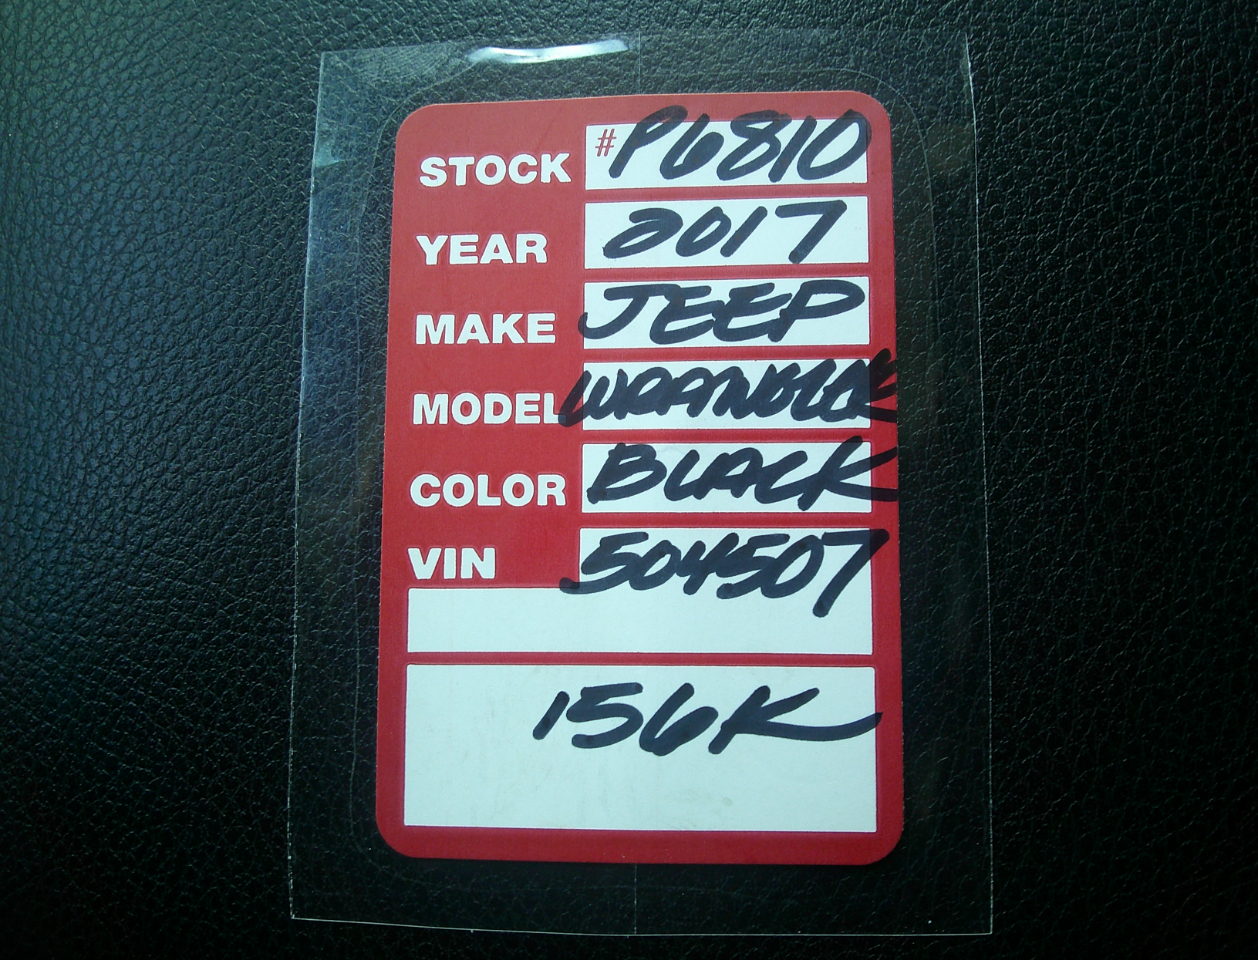 STOCK #P6810
YEAR 2017
MAKE JEEP
MODEL WRANGLER
COLOR BLACK
VIN 504507
156K